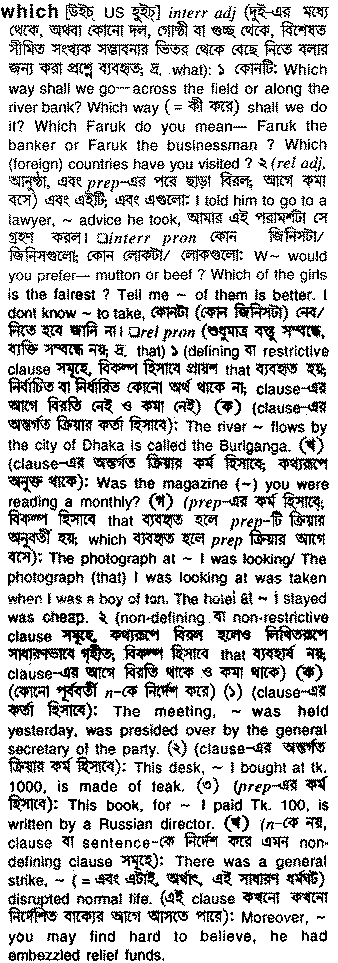 which [উইচ্ US হুইচ্] interr adj (দুই-এর মধ্যে
থেকে, অথবা কোনো দল, গোষ্ঠী বা গুচ্ছ থেকে, বিশেষত
সীমিত সংখ্যক সম্ভাবনার ভিতর থেকে বেছে নিতে বলার
জন্য করা প্রশ্নে ব্যবহৃত; দ্র. what): ১ কোনটি: Which
way shall we go—across the field or along the
river bank? Which way ( = কী করে) shall we do
it? Which Faruk do you mean— Faruk the
banker or Faruk the businessman ? Which
(foreign) countries have you visited ? ২ (rel adj,
আনুষ্ঠা, এবং prep-এর পরে ছাড়া বিরল; আগে কমা
বসে) এবং এইটি; এবং এগুলো: I told him to go to a
lawyer, ~ advice he took, আমার এই পরামর্শটা সে
গ্রহণ করল। □interr pron কোন জিনিসটা/
জিনিসগুলো; কোন লোকটা/ লোকগুলো: W~ would
you prefer— mutton or beef ? Which of the girls
is the fairest ? Tell me ~ of them is better. I
dont know ~ to take, কোনটা (কোন জিনিসটা) নেব/
নিতে হবে জানি না। □rel pron (শুধুমাত্র বস্তু সম্বন্ধে,
ব্যক্তি সম্বন্ধে নয়; দ্র. that) ১ (defining বা restrictive
clause সমূহে, বিকল্প হিসাবে প্রায়শ that ব্যবহৃত হয়;
নির্বাচিত বা নির্ধারিত কোনো অর্থ থাকে না; clause-এর
আগে বিরতি নেই ও কমা নেই) (ক) (clause-এর
অন্তর্গত ক্রিয়ার কর্তা হিসাবে): The river ~ flows by
the city of Dhaka is called the Buriganga. (খ)
(clause-এর অন্তর্গত ক্রিয়ার কর্ম হিসাবে; কথ্যরূপে
অনুক্ত থাকে): Was the magazine (~) you were
reading a monthly? (গ) (prep-এর কর্ম হিসাবে;
বিকল্প হিসাবে that ব্যবহৃত হলে prep-টি ক্রিয়ার
অনুবর্তী হয়; which ব্যবহৃত হলে prep ক্রিয়ার আগে
বসে): The photograph at ~ I was looking/ The
photograph (that) I was looking at was taken
when I was a boy of ten. The hotel at ~ I stayed
was cheap. ২ (non-defining বা non-restrictive
clause সমূহে, কথ্যরূপে বিরল হলেও লিখিতরূপে
সাধারণভাবে গৃহীত; বিকল্প হিসাবে that ব্যবহার্য নয়;
clause-এর আগে বিরতি থাকে ও কমা থাকে) (ক)
(কোনো পূর্ববর্তী n-কে নির্দেশ করে) (১) (clause-এর
কর্তা হিসাবে): The meeting, ~ was held
yesterday, was presided over by the general
secretary of the party. (২) (clause-এর অন্তর্গত
ক্রিয়ার কর্ম হিসাবে): This desk, ~ I bought at tk.
1000, is made of teak. (৩) (prep-এর কর্ম
হিসাবে): This book, for ~ I paid Tk. 100, is
written by a Russian director. (খ) (n-কে নয়,
clause বা sentence-কে নির্দেশ করে এমন non-
defining clause সমূহে): There was a general
strike, ~ ( = এবং এটাই, অর্থাৎ, এই সাধারণ ধর্মঘট)
disrupted normal life. (এই clause কখনো কখনো
নির্দেশিত বাক্যের আগে আসতে পারে): Moreover, ~
you may find hard to believe, he had
embezzled relief funds.